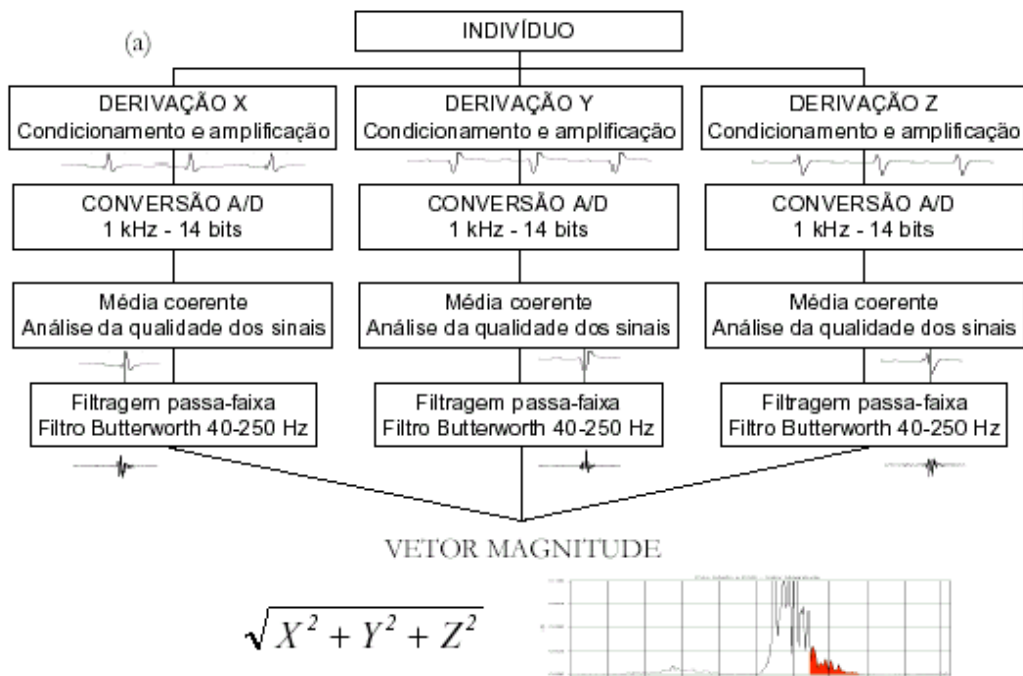 (a)
INDIVÍDUO
DERIVAÇÃO X
Condicionamento e amplificação
DERIVAÇÃO Y
Condicionamento e amplificação
DERIVAÇÃO Z
Condicionamento e amplificação
CONVERSÃO A/D
1 kHz - 14 bits
CONVERSÃO A/D
1 kHz - 14 bits
CONVERSÃO A/D
1 kHz - 14 bits
Média coerente
Análise da qualidade dos sinais
Média coerente
Análise da qualidade dos sinais
Média coerente
Análise da qualidade dos sinais
Filtragem passa-faixa
Filtro Butterworth 40-250 Hz
Filtragem passa-faixa
Filtro Butterworth 40-250 Hz
Filtragem passa-faixa
Filtro Butterworth 40-250 Hz
VETOR MAGNITUDE
√X² + Y² + Z²